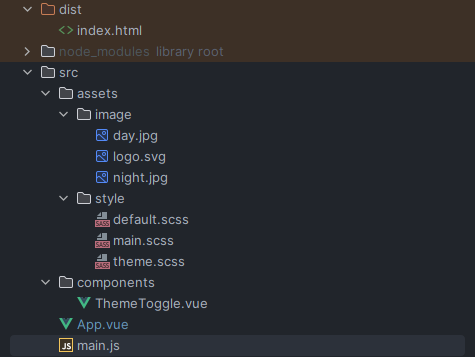 dist
index.html
node_modules library root
src
assets
image
day.jpg
logo.svg
night.jpg
style
default.scss
main.scss
theme.scss
components
ThemeToggle.vue
App.vue
JS main.js